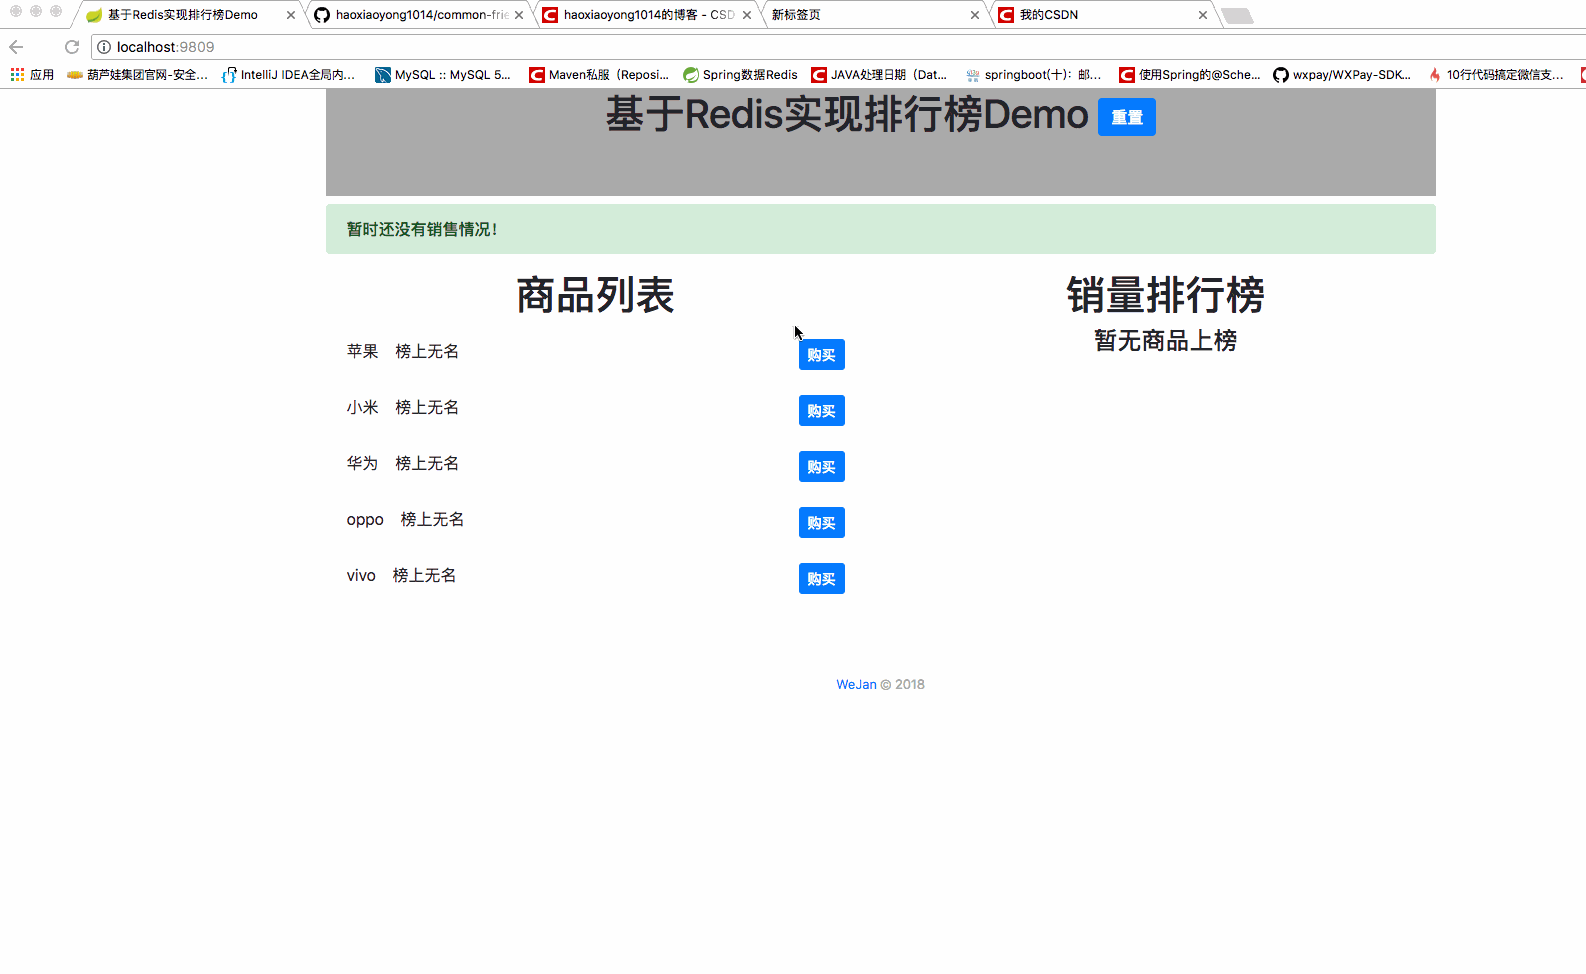 基于Redis实现排行榜Demo
haoxiaoyong1014/common-frie
haoxiaoyong1014的博客 - CSD
新标签页
我的CSDN
localhost:9809
应用
葫芦娃集团官网-安全...
IntelliJ IDEA全局内...
MySQL :: MySQL 5...
Maven私服（Reposi...
Spring数据Redis
JAVA处理日期（Dat...
springboot(十)：邮...
使用Spring的@Sche...
wxpay/WXPay-SDK...
10行代码搞定微信支...
基于Redis实现排行榜Demo 重置
暂时还没有销售情况！
商品列表
苹果 榜上无名 购买
小米 榜上无名 购买
华为 榜上无名 购买
oppo 榜上无名 购买
vivo 榜上无名 购买
销量排行榜
暂无商品上榜
WeJan © 2018